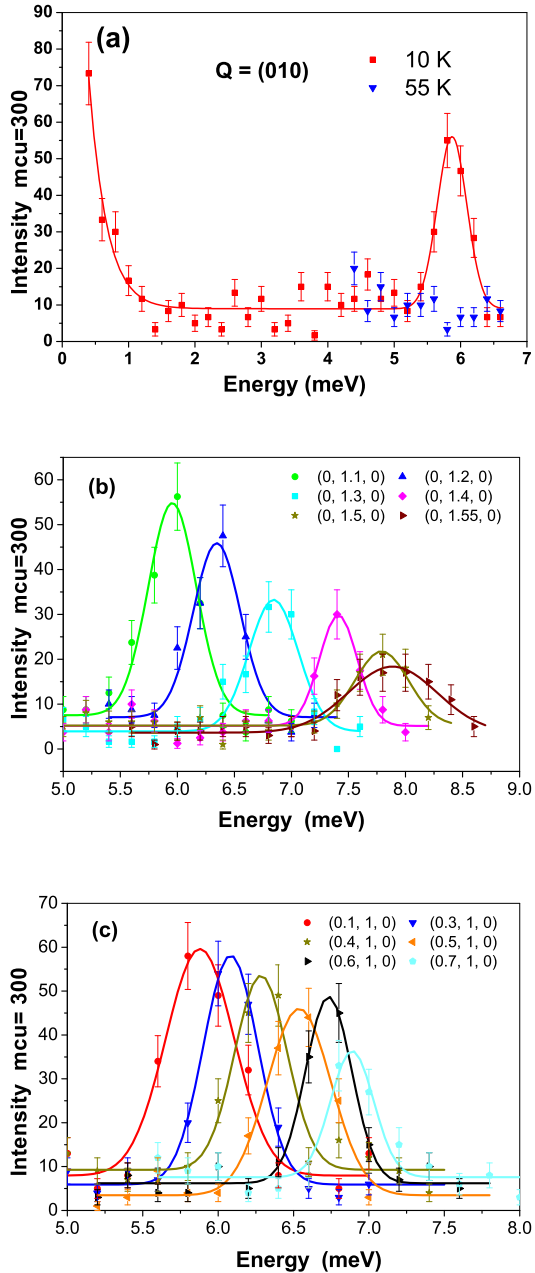 (a)
Q = (010)
10 K
55 K
Intensity mcu=300
90
80
70
60
50
40
30
20
10
0
0 1 2 3 4 5 6 7
Energy (meV)
(b)
(0, 1.1, 0) (0, 1.2, 0)
(0, 1.3, 0) (0, 1.4, 0)
(0, 1.5, 0) (0, 1.55, 0)
Intensity mcu=300
60
50
40
30
20
10
0
5.0 5.5 6.0 6.5 7.0 7.5 8.0 8.5 9.0
Energy (meV)
(c)
(0.1, 1, 0) (0.3, 1, 0)
(0.4, 1, 0) (0.5, 1, 0)
(0.6, 1, 0) (0.7, 1, 0)
Intensity mcu= 300
70
60
50
40
30
20
10
0
5.0 5.5 6.0 6.5 7.0 7.5 8.0
Energy (meV)